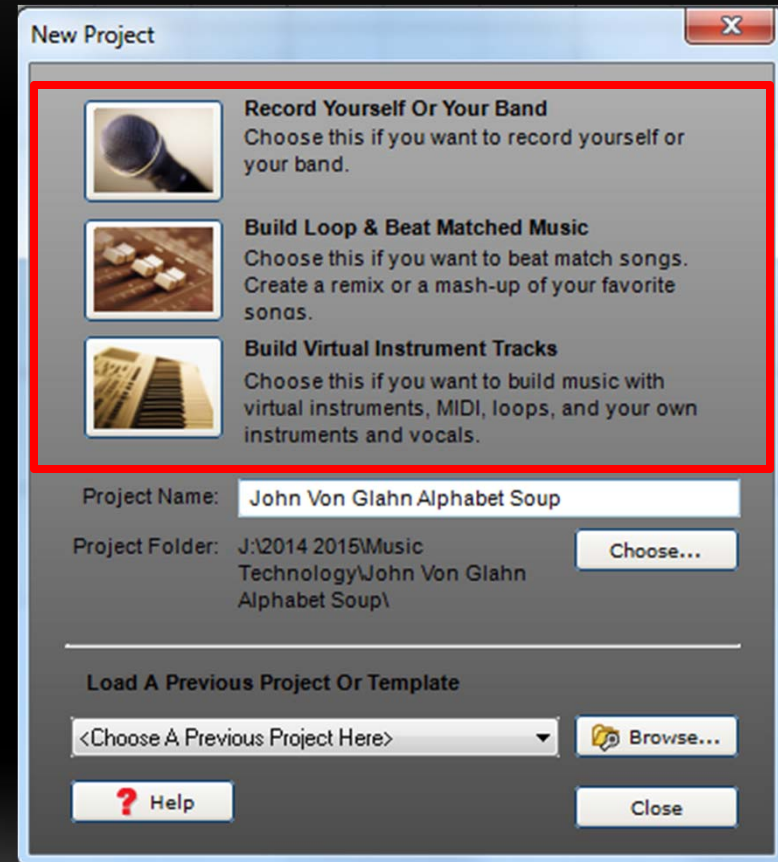 New Project
Record Yourself Or Your Band
Choose this if you want to record yourself or
your band.
Build Loop & Beat Matched Music
Choose this if you want to beat match songs.
Create a remix or a mash-up of your favorite
songs.
Build Virtual Instrument Tracks
Choose this if you want to build music with
virtual instruments, MIDI, loops, and your own
instruments and vocals.
Project Name: John Von Glahn Alphabet Soup
Project Folder: J:\2014 2015\Music Choose...
Technology\John Von Glahn
Alphabet Soup\
Load A Previous Project Or Template
<Choose A Previous Project Here> Browse...
? Help Close